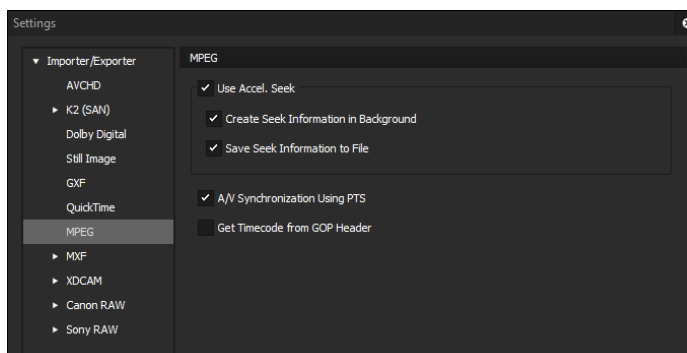 Settings
Importer/Exporter
AVCHD
K2 (SAN)
Dolby Digital
Still Image
GXF
QuickTime
MPEG
MXF
XDCAM
Canon RAW
Sony RAW
MPEG
Use Accel. Seek
Create Seek Information in Background
Save Seek Information to File
A/V Synchronization Using PTS
Get Timecode from GOP Header